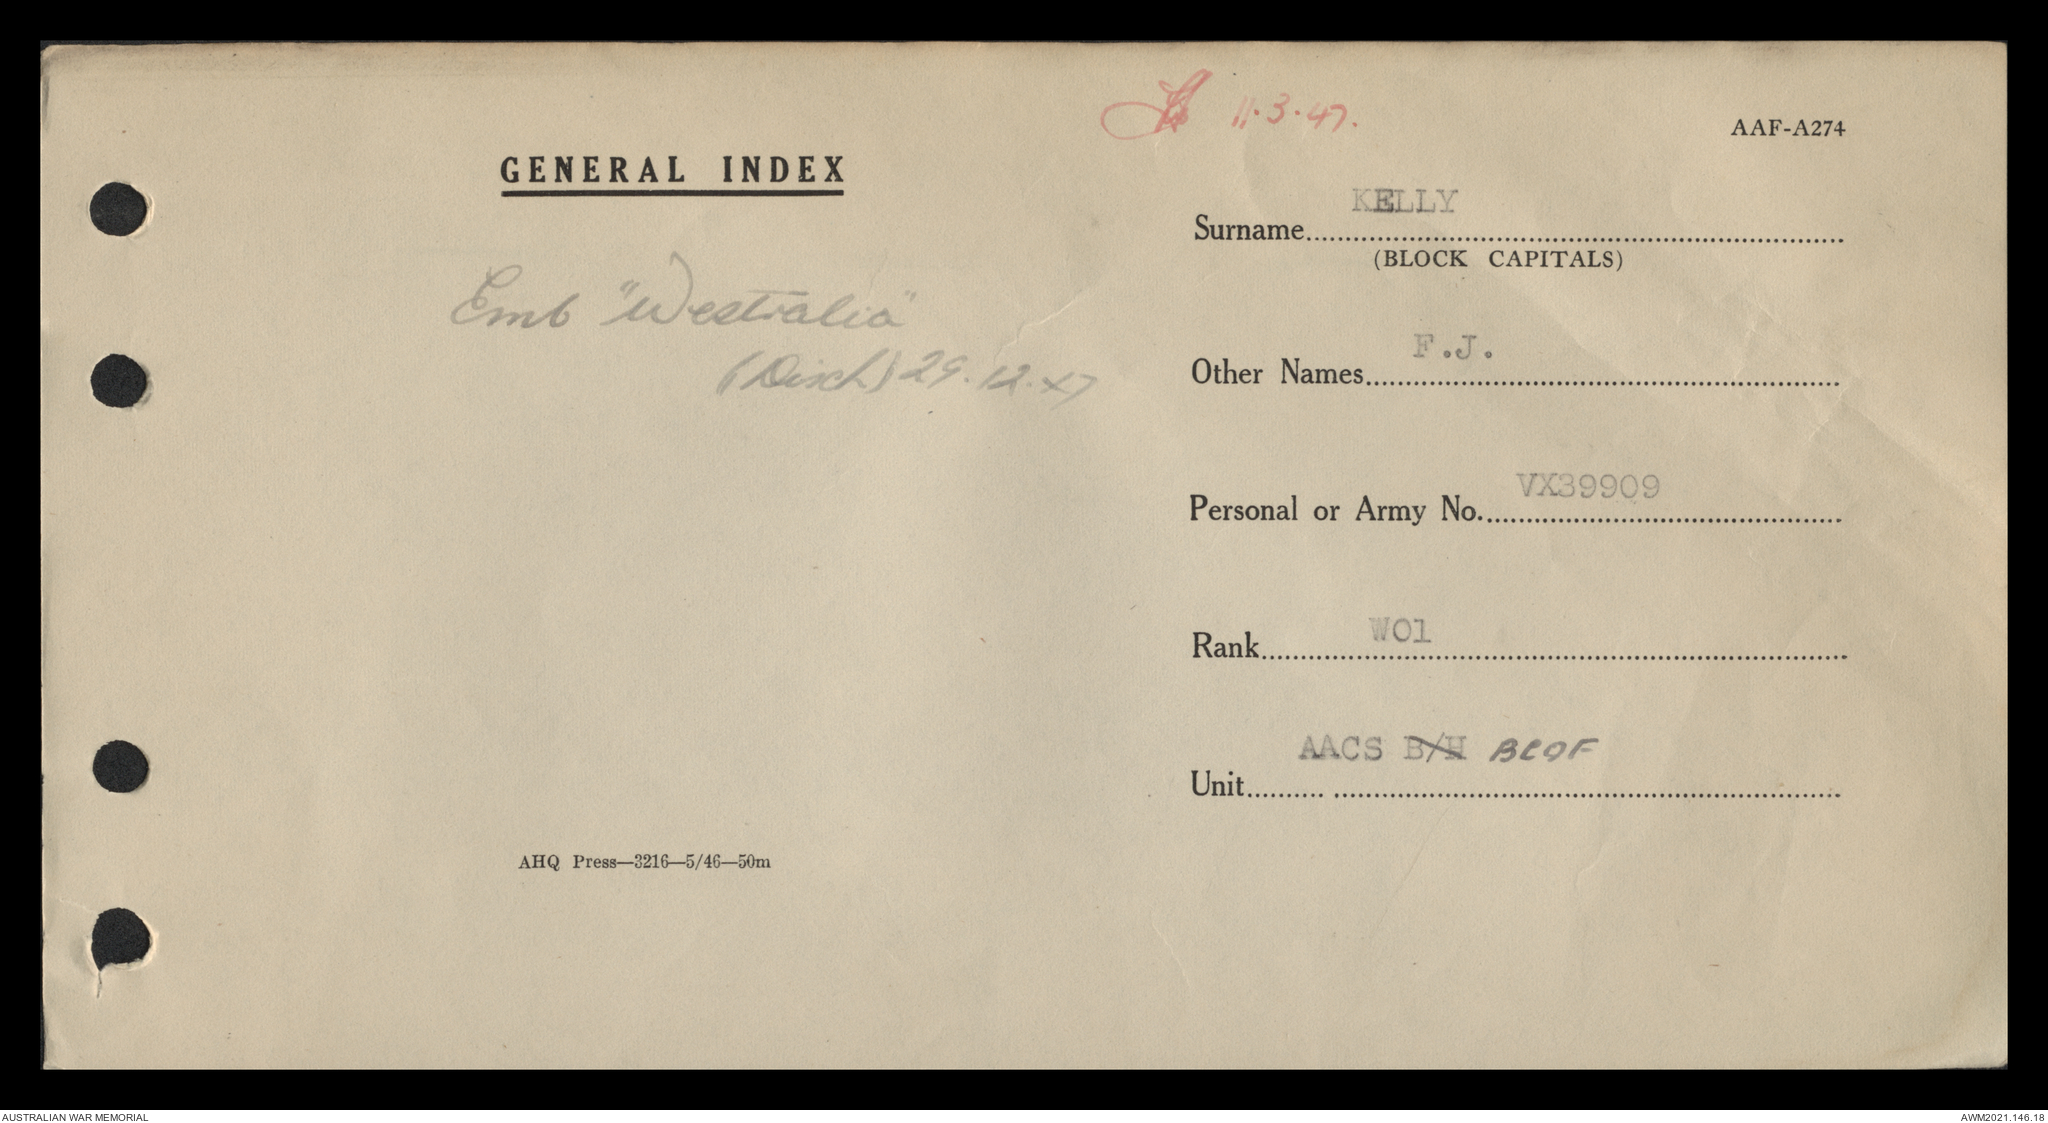 11.3.47.
AAF-A274
GENERAL INDEX
Emb "Westralia"
(Disch) 29.12.47
Surname KELLY
(BLOCK CAPITALS)
Other Names F.J.
Personal or Army No. VX39909
Rank WO1
Unit AACS B/H BCOF
AHQ Press—3216—5/46—50m
AUSTRALIAN WAR MEMORIAL
AWM2021.146.18